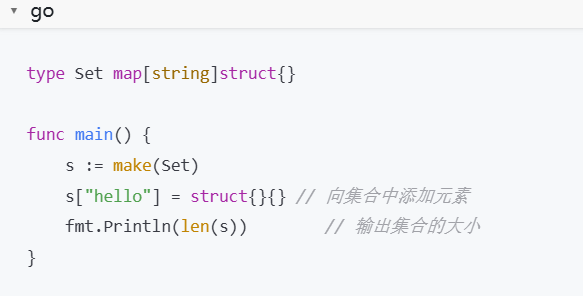 go
type Set map[string]struct{}
func main() {
    s := make(Set)
    s["hello"] = struct{}{} // 向集合中添加元素
    fmt.Println(len(s))        // 输出集合的大小
}